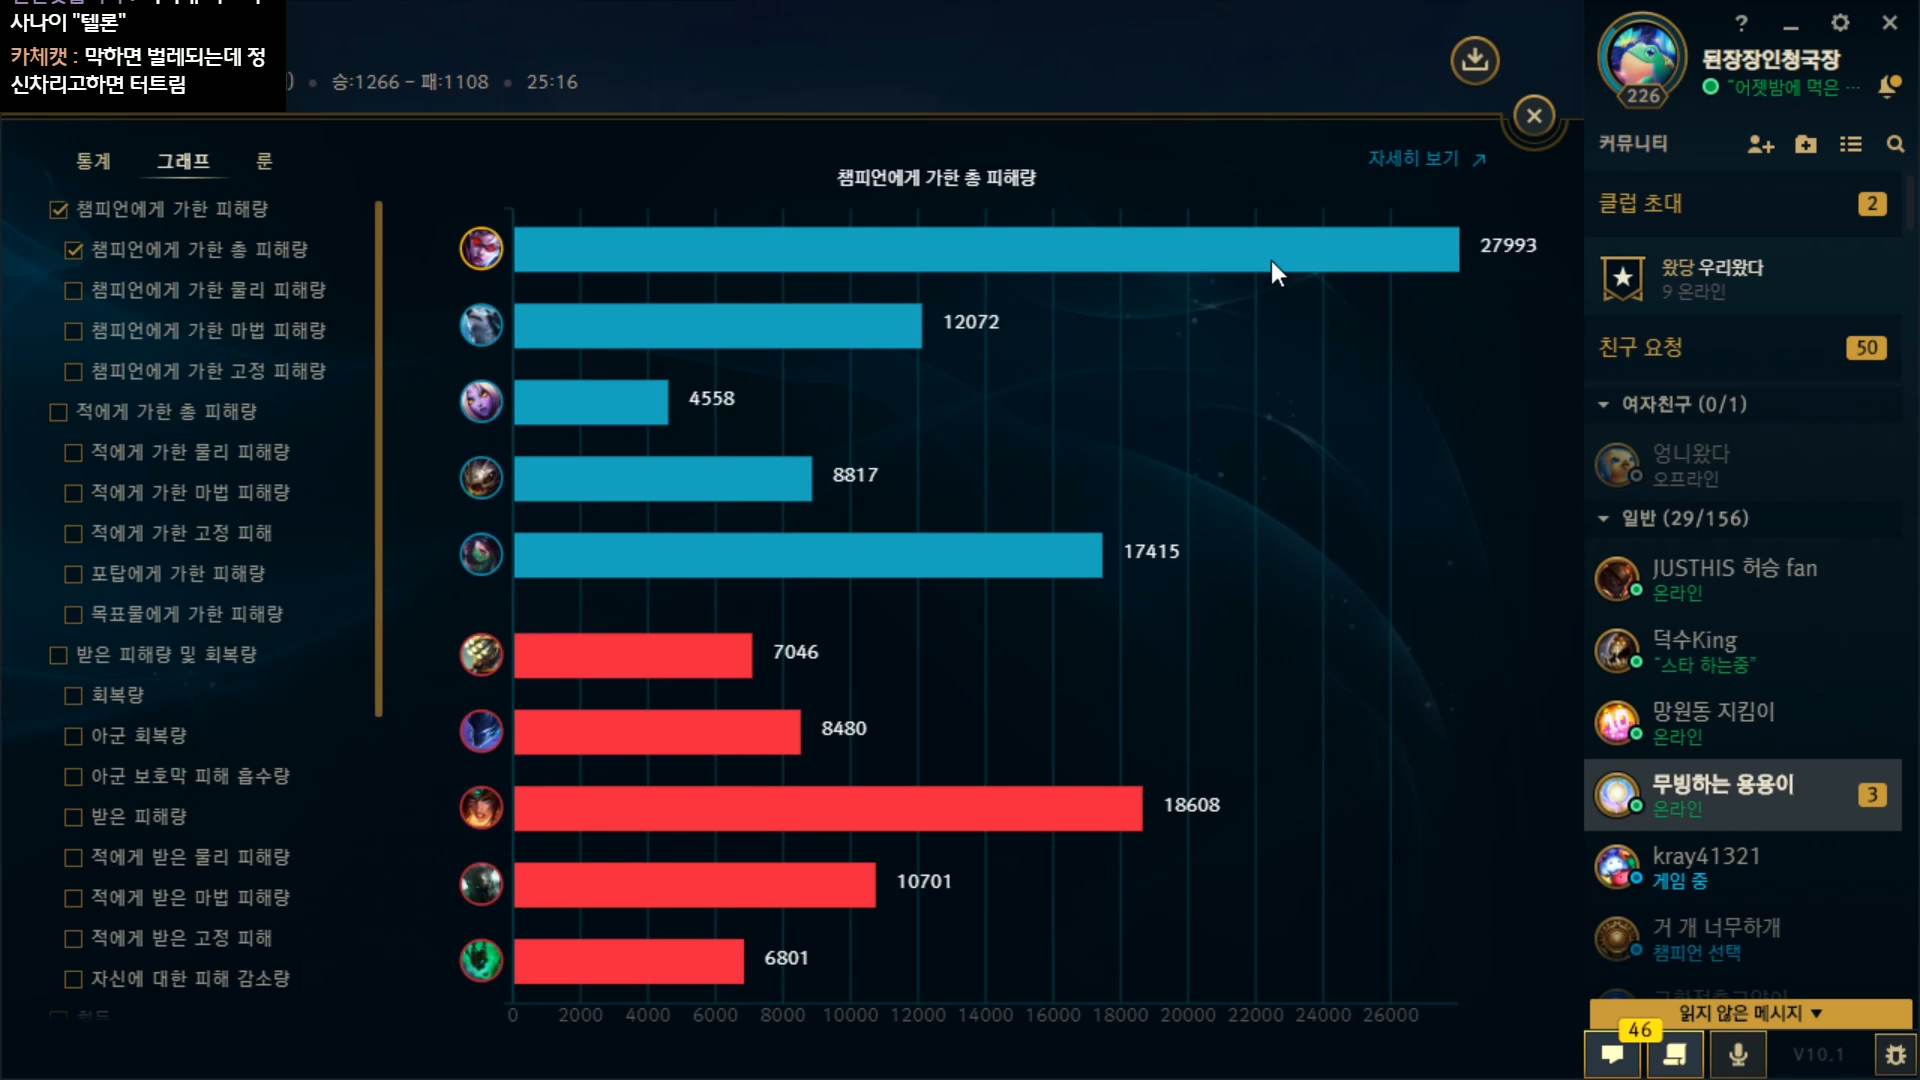 사나이 "텔론"
카체캣 : 막하면 벌레되는데 정
신차리고하면 터트림
) • 승:1266 - 패:1108 • 25:16
통계 그래프 룬
챔피언에게 가한 피해량
챔피언에게 가한 총 피해량
챔피언에게 가한 물리 피해량
챔피언에게 가한 마법 피해량
챔피언에게 가한 고정 피해량
적에게 가한 총 피해량
적에게 가한 물리 피해량
적에게 가한 마법 피해량
적에게 가한 고정 피해
포탑에게 가한 피해량
목표물에게 가한 피해량
받은 피해량 및 회복량
회복량
아군 회복량
아군 보호막 피해 흡수량
받은 피해량
적에게 받은 물리 피해량
적에게 받은 마법 피해량
적에게 받은 고정 피해
자신에 대한 피해 감소량
자세히 보기
챔피언에게 가한 총 피해량
27993
12072
4558
8817
17415
7046
8480
18608
10701
6801
0 2000 4000 6000 8000 10000 12000 14000 16000 18000 20000 22000 24000 26000
?
된장장인청국장
226
"어젯밤에 먹은 ...
커뮤니티
클럽 초대 2
왔당 우리왔다
9 온라인
친구 요청 50
여자친구 (0/1)
엉니왔다
오프라인
일반 (29/156)
JUSTHIS 허승 fan
온라인
덕수King
"스타 하는중"
망원동 지킴이
온라인
무빙하는 용용이 3
온라인
kray41321
게임 중
거 개 너무하개
챔피언 선택
읽지 않은 메시지 ▼
46
V10.1